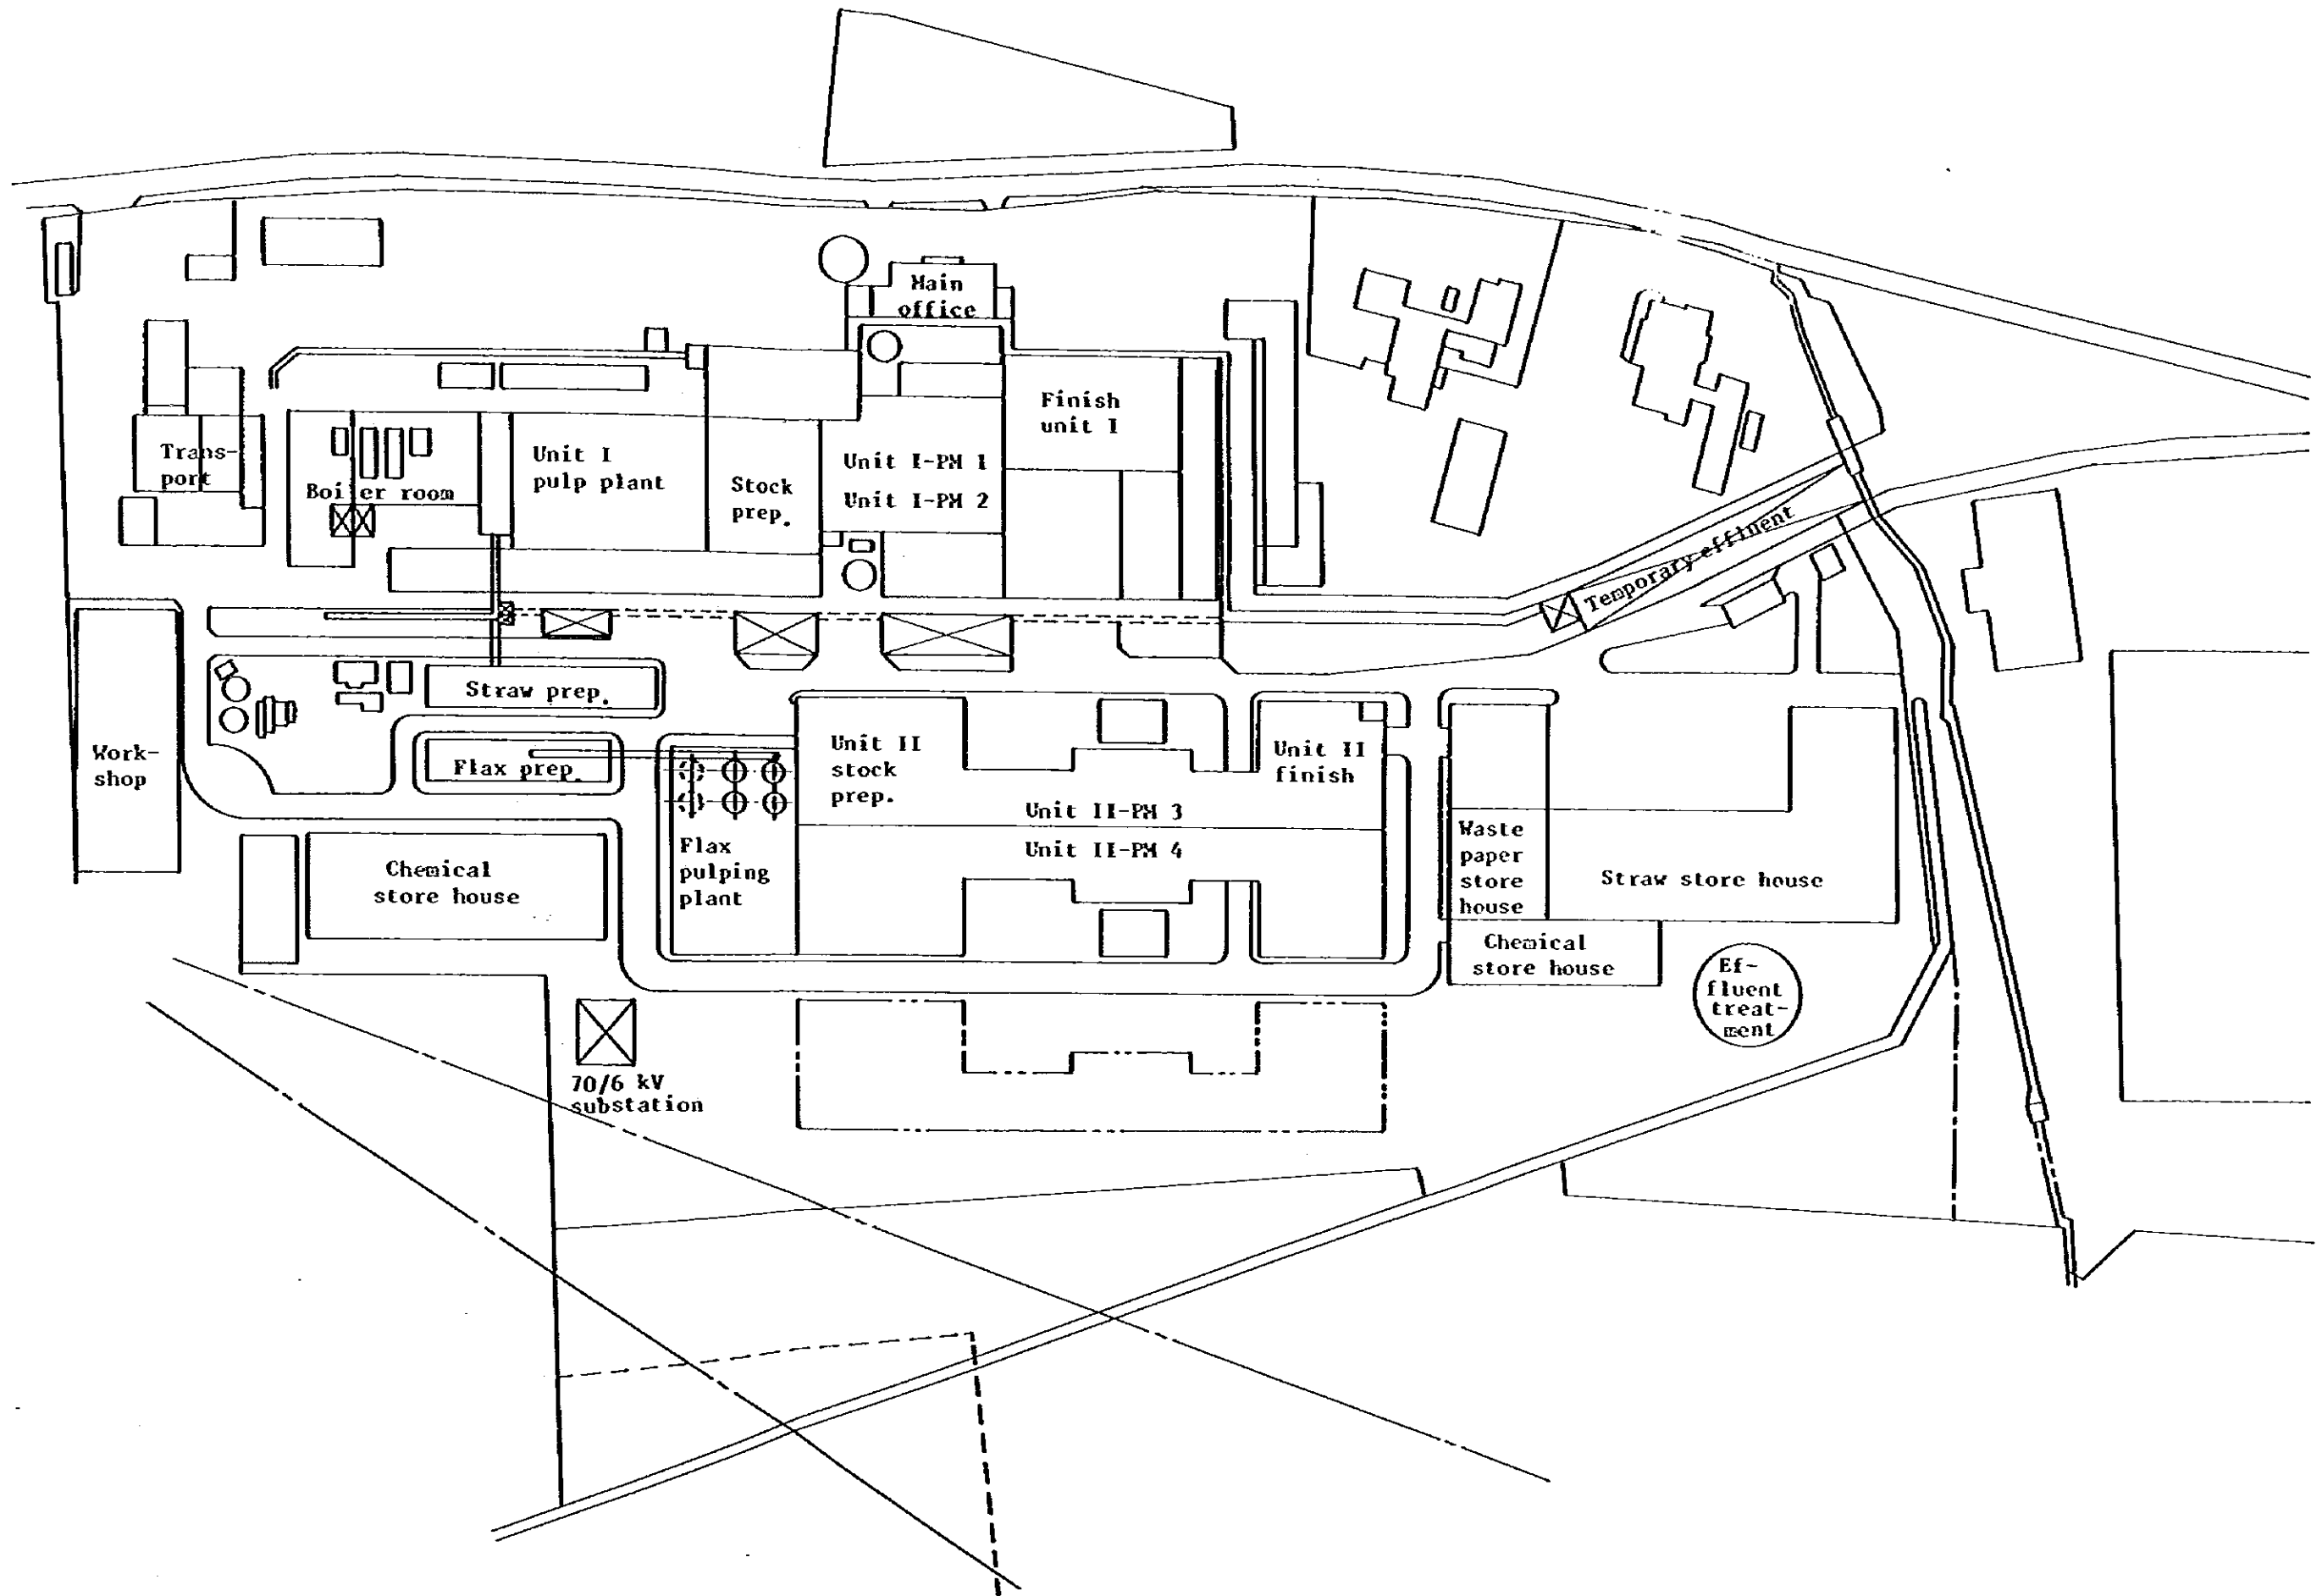 Main
office
Finish
unit I
Trans-
port
Boiler room
Unit I
pulp plant
Stock
prep.
Unit I-PM 1
Unit I-PM 2
Temporary effluent
Straw prep.
Work-
shop
Flax prep.
Unit II
stock
prep.
Unit II
finish
Unit II-PM 3
Unit II-PM 4
Flax
pulping
plant
Chemical
store house
Waste
paper
store
house
Straw store house
Chemical
store house
Ef-
fluent
treat-
ment
70/6 kV
substation